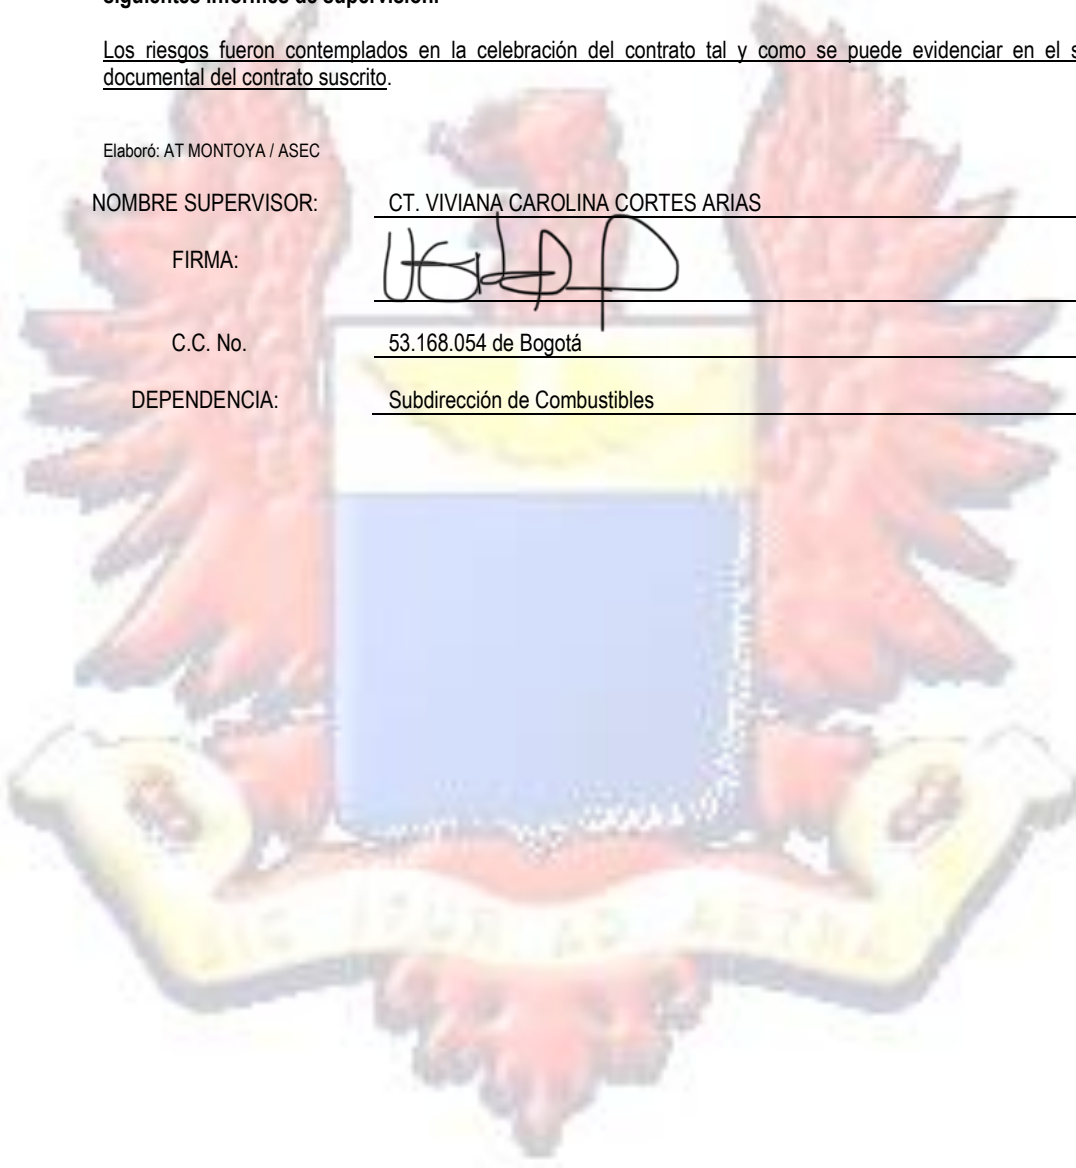 siguientes informes de supervisión.
Los riesgos fueron contemplados en la celebración del contrato tal y como se puede evidenciar en el
documental del contrato suscrito.
Elaboró: AT MONTOYA / ASEC
NOMBRE SUPERVISOR: CT. VIVIANA CAROLINA CORTES ARIAS
FIRMA:
C.C. No. 53.168.054 de Bogotá
DEPENDENCIA: Subdirección de Combustibles